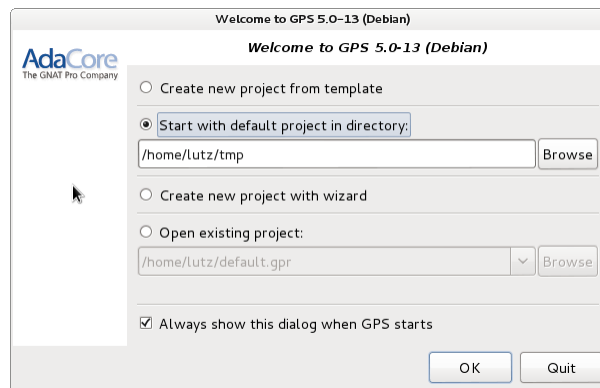 Welcome to GPS 5.0-13 (Debian)
AdaCore
The GNAT Pro Company
Welcome to GPS 5.0-13 (Debian)
Create new project from template
Start with default project in directory:
/home/lutz/tmp
Browse
Create new project with wizard
Open existing project:
/home/lutz/default.gpr
Browse
Always show this dialog when GPS starts
OK
Quit